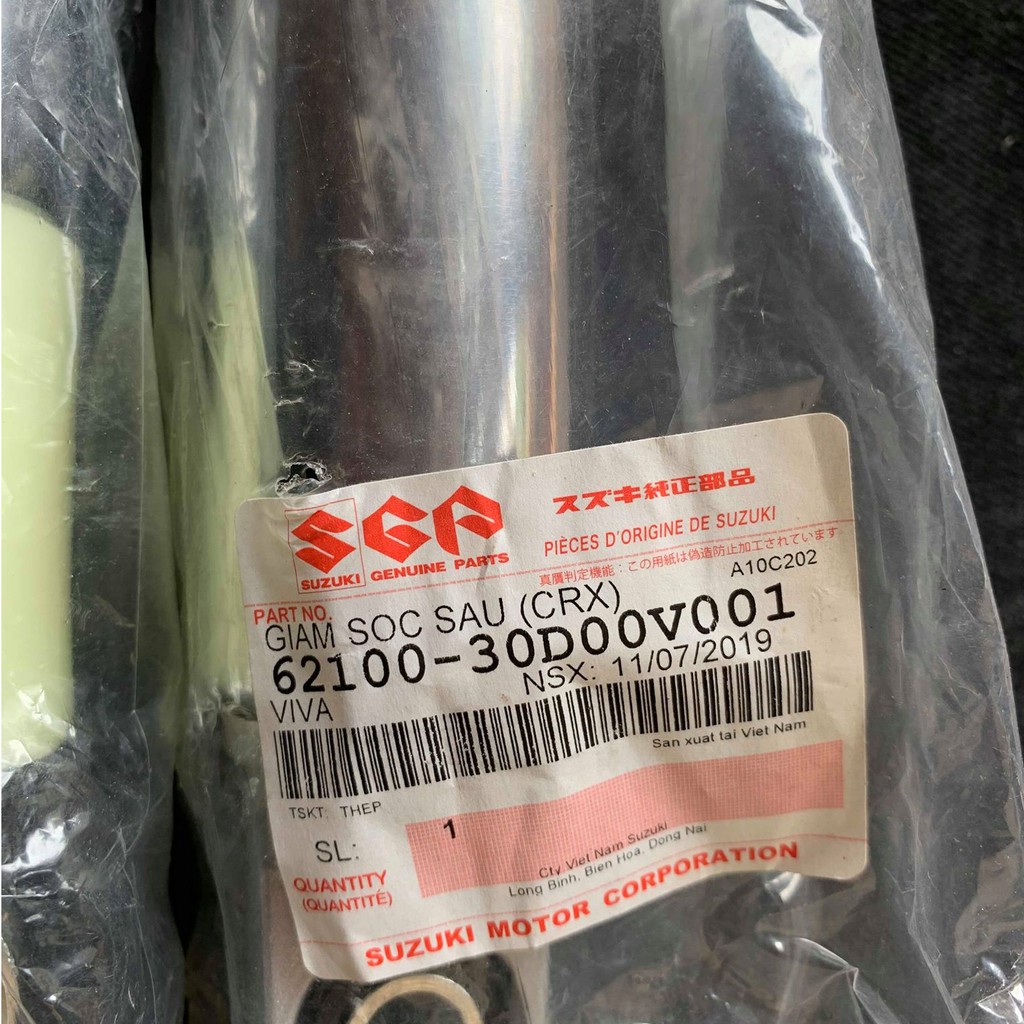 SGP
SUZUKI GENUINE PARTS
スズキ純正部品
PIÈCES D'ORIGINE DE SUZUKI
真贋判定機能:この用紙は偽造防止加工されています
A10C202
PART NO.
GIAM SOC SAU (CRX)
62100-30D00V001
NSX: 11/07/2019
VIVA
San xuat tai Viet Nam
TSKT: THEP
SL:
1
Cty Viet Nam Suzuki
Long Binh, Bien Hoa, Dong Nai
QUANTITY
(QUANTITÉ)
SUZUKI MOTOR CORPORATION